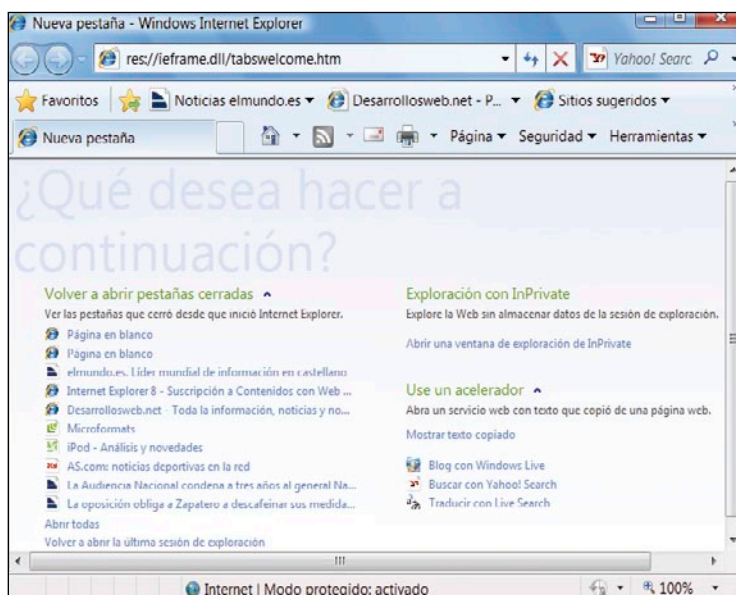 Nueva pestaña - Windows Internet Explorer
res://ieframe.dll/tabswelcome.htm
Yahoo! Searc
Favoritos
Noticias elmundo.es
Desarrollosweb.net - P...
Sitios sugeridos
Nueva pestaña
Página
Seguridad
Herramientas
¿Qué desea hacer a
continuación?
Volver a abrir pestañas cerradas
Ver las pestañas que cerró desde que inició Internet Explorer.
Página en blanco
Página en blanco
elmundo.es. Líder mundial de información en castellano
Internet Explorer 8 - Suscripción a Contenidos con Web ...
Desarrollosweb.net - Toda la información, noticias y no...
Microformats
iPod - Análisis y novedades
AS.com: noticias deportivas en la red
La Audiencia Nacional condena a tres años al general Na...
La oposición obliga a Zapatero a descafeinar sus medida...
Abrir todas
Volver a abrir la última sesión de exploración
Exploración con InPrivate
Explore la Web sin almacenar datos de la sesión de exploración.
Abrir una ventana de exploración de InPrivate
Use un acelerador
Abra un servicio web con texto que copió de una página web.
Mostrar texto copiado
Blog con Windows Live
Buscar con Yahoo! Search
Traducir con Live Search
Internet | Modo protegido: activado
100%